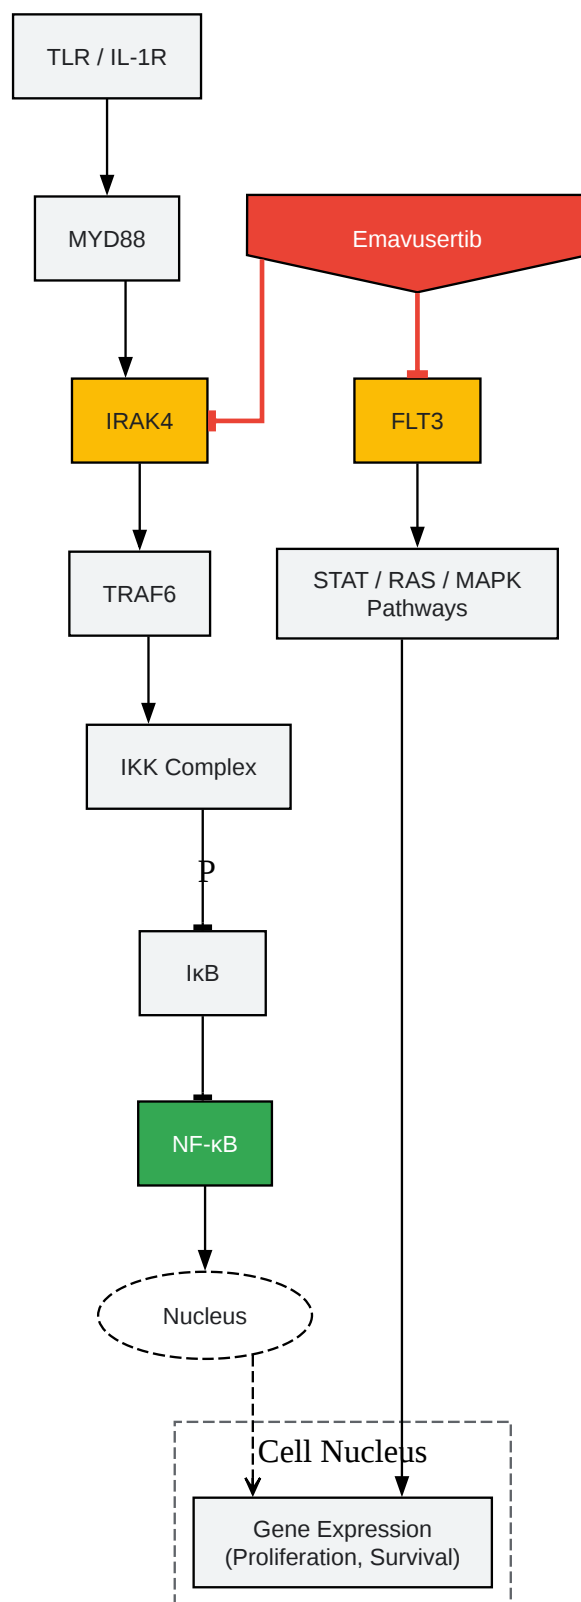 TLR / IL-1R
MYD88
Emavusertib
IRAK4
FLT3
TRAF6
STAT / RAS / MAPK
Pathways
IKK Complex
P
IκB
NF-κB
Nucleus
Cell Nucleus
Gene Expression
(Proliferation, Survival)